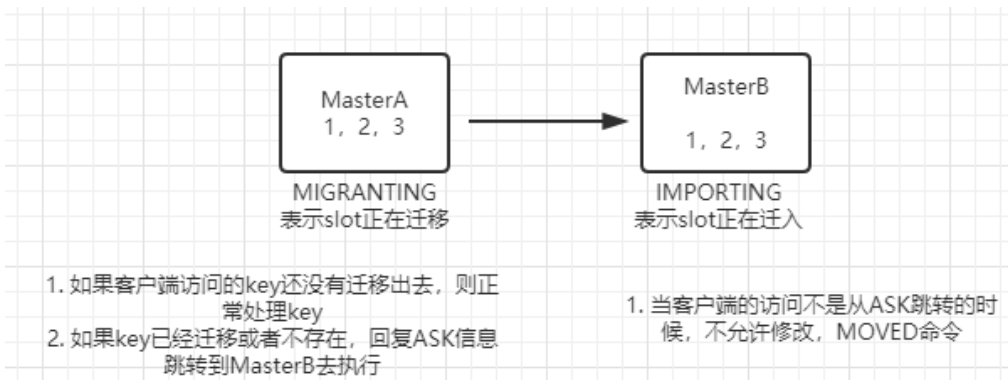 MasterA
1，2，3
MasterB
1，2，3
MIGRANTING
表示slot正在迁移
IMPORTING
表示slot正在迁入
1. 如果客户端访问的key还没有迁移出去，则正
常处理key
2. 如果key已经迁移或者不存在，回复ASK信息
跳转到MasterB去执行
1. 当客户端的访问不是从ASK跳转的时
候，不允许修改，MOVED命令